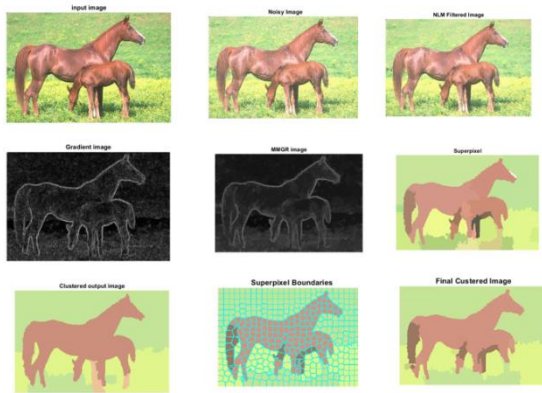 Input image
Noisy Image
NLM Filtered Image
Gradient image
MMGR image
Superpixel
Clustered output image
Superpixel Boundaries
Final Custered Image